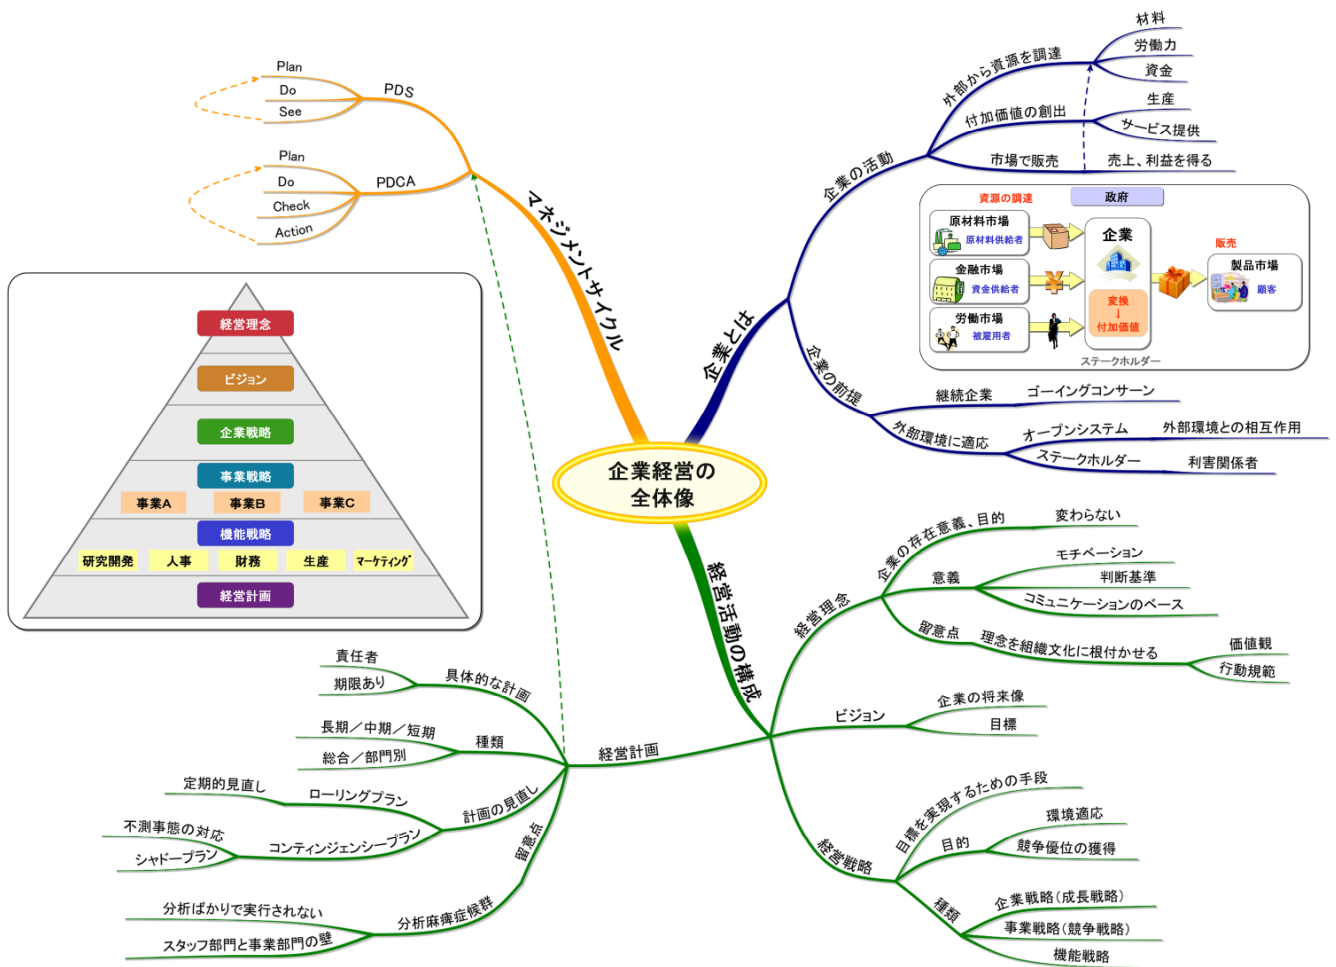 企業経営の
全体像
企業とは
企業の活動
外部から資源を調達
材料
労働力
資金
付加価値の創出
生産
サービス提供
市場で販売
売上、利益を得る
資源の調達
政府
原材料市場
原材料供給者
金融市場
資金供給者
労働市場
被雇用者
企業
変換
↓
付加価値
販売
製品市場
顧客
ステークホルダー
企業の前提
継続企業
ゴーイングコンサーン
外部環境に適応
オープンシステム
外部環境との相互作用
ステークホルダー
利害関係者
経営活動の構成
経営理念
企業の存在意義、目的
変わらない
意義
モチベーション
判断基準
コミュニケーションのベース
留意点
理念を組織文化に根付かせる
価値観
行動規範
ビジョン
企業の将来像
目標
経営戦略
目標を実現するための手段
目的
環境適応
競争優位の獲得
種類
企業戦略(成長戦略)
事業戦略(競争戦略)
機能戦略
経営計画
具体的な計画
責任者
期限あり
種類
長期／中期／短期
総合／部門別
計画の見直し
ローリングプラン
定期的見直し
コンティンジェンシープラン
不測事態の対応
シャドープラン
留意点
分析麻痺症候群
分析ばかりで実行されない
スタッフ部門と事業部門の壁
マネジメントサイクル
PDS
Plan
Do
See
PDCA
Plan
Do
Check
Action
経営理念
ビジョン
企業戦略
事業戦略
事業A
事業B
事業C
機能戦略
研究開発
人事
財務
生産
マーケティング
経営計画